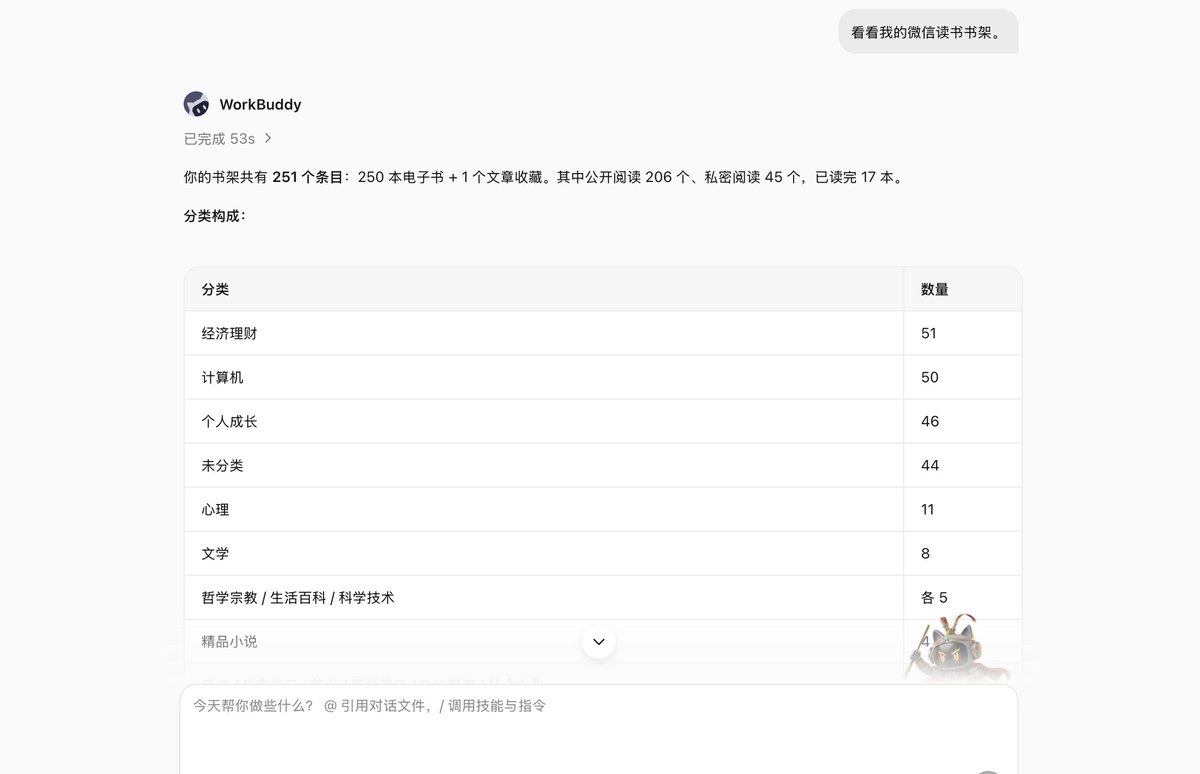 看看我的微信读书书架。
WorkBuddy
已完成 53s
你的书架共有 251 个条目：250 本电子书 + 1 个文章收藏。其中公开阅读 206 个、私密阅读 45 个，已读完 17 本。
分类构成：
分类 数量
经济理财 51
计算机 50
个人成长 46
未分类 44
心理 11
文学 8
哲学宗教 / 生活百科 / 科学技术 各 5
精品小说 4
今天帮你做些什么？ @ 引用对话文件，/ 调用技能与指令